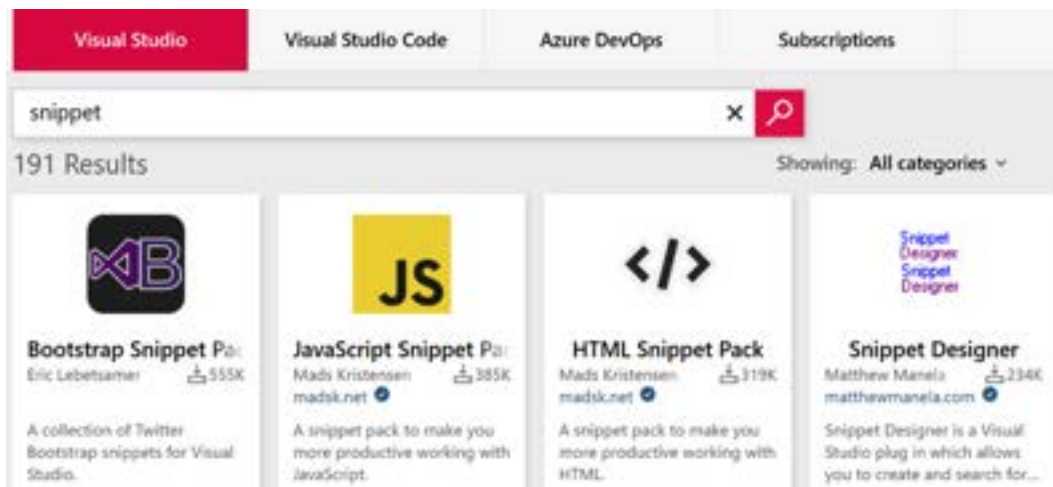 Visual Studio
Visual Studio Code
Azure DevOps
Subscriptions
snippet
191 Results
Showing: All categories
B
JS
</>
Snippet
Designer
Snippet
Designer
Bootstrap Snippet Pa
Eric Lebetsamer 555K
A collection of Twitter
Bootstrap snippets for Visual
Studio.
JavaScript Snippet Pa
Mads Kristensen 385K
madsk.net
A snippet pack to make you
more productive working with
JavaScript.
HTML Snippet Pack
Mads Kristensen 319K
madsk.net
A snippet pack to make you
more productive working with
HTML.
Snippet Designer
Matthew Manela 234K
matthewmanela.com
Snippet Designer is a Visual
Studio plug in which allows
you to create and search for...